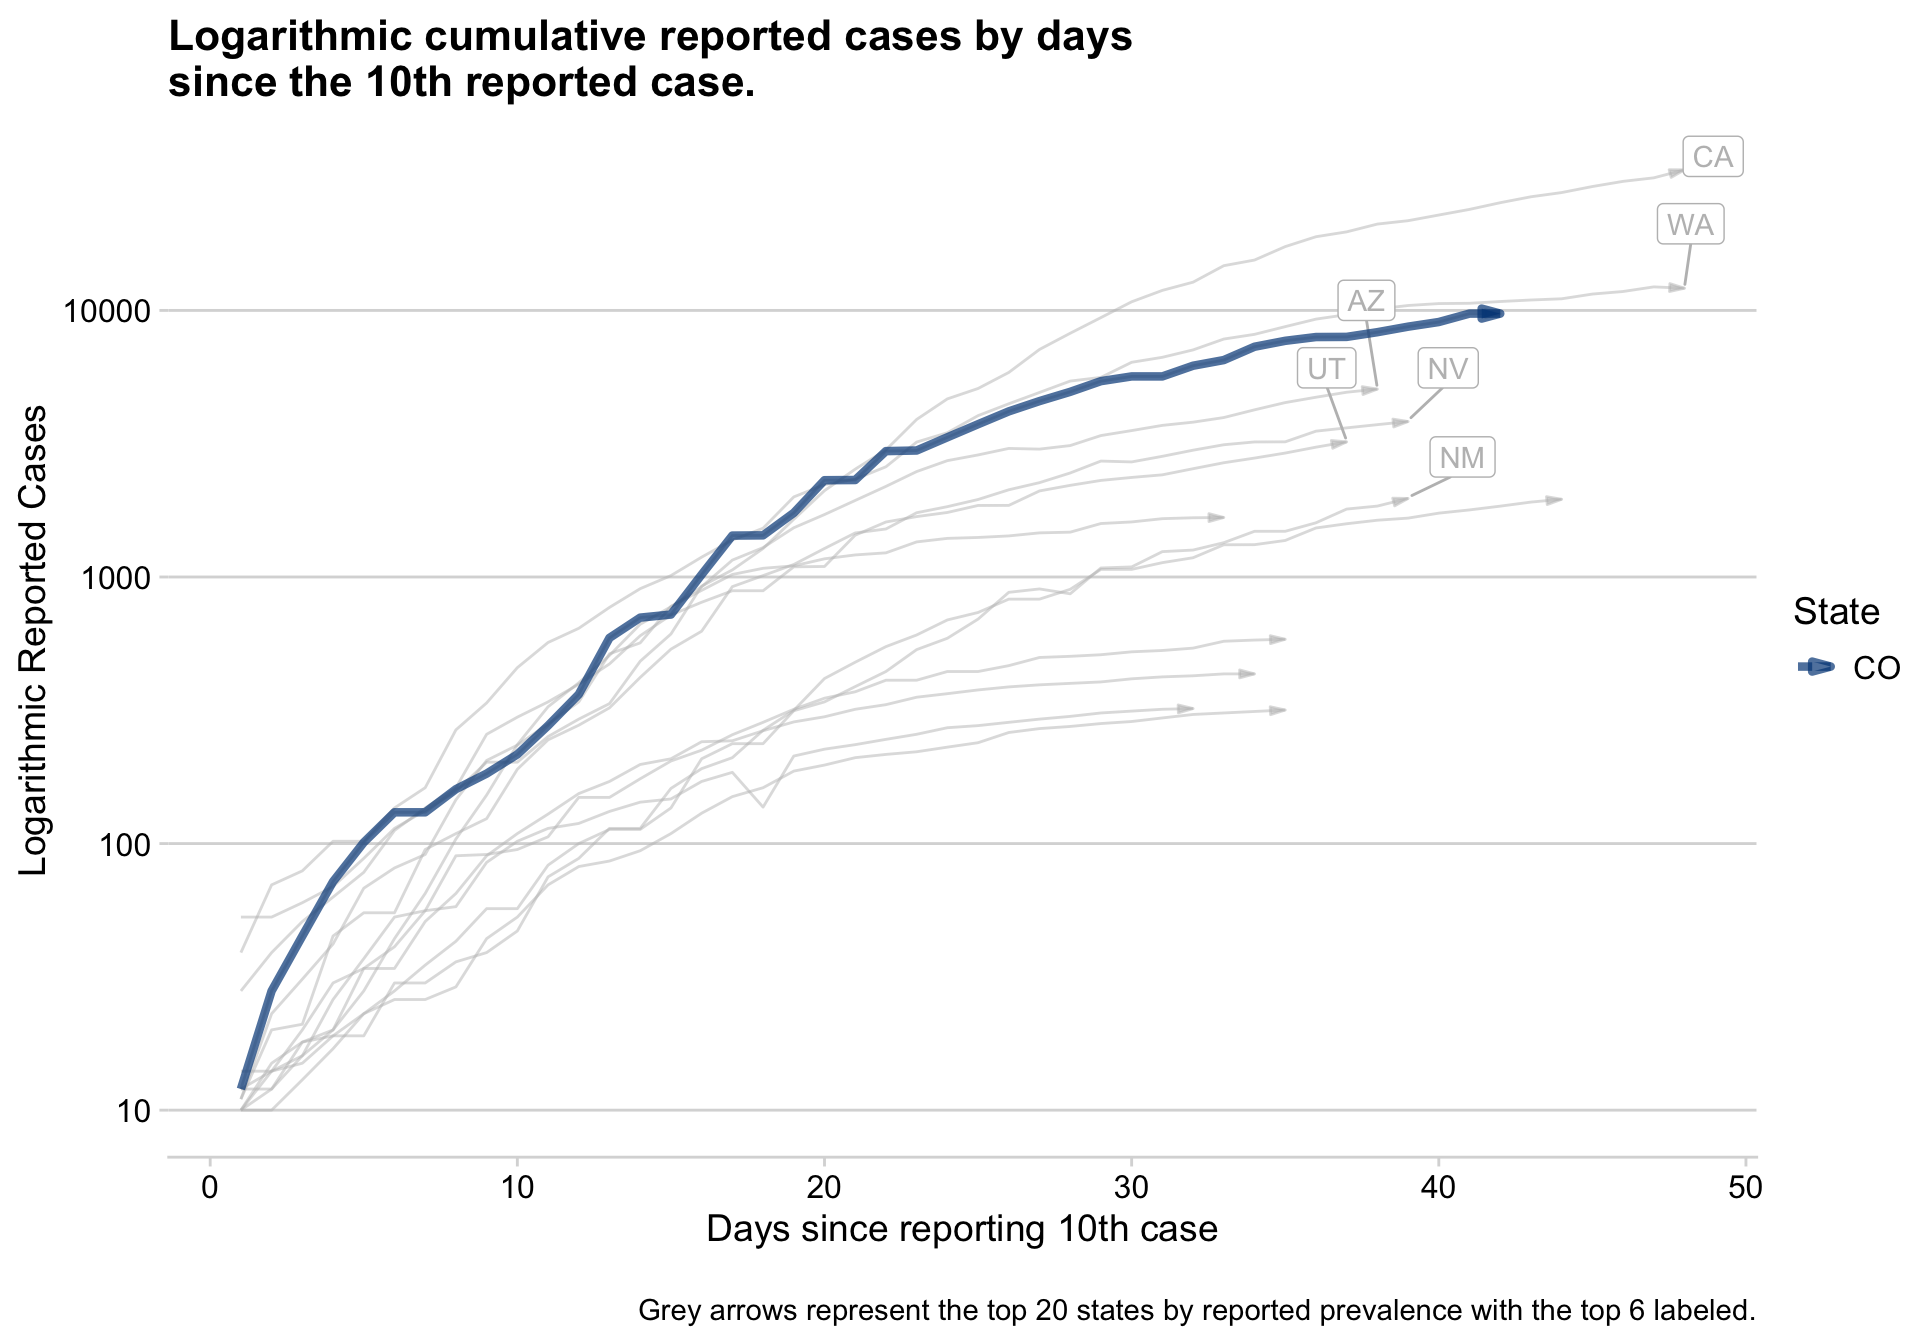 Logarithmic cumulative reported cases by days
since the 10th reported case.
CA
WA
AZ
UT
NV
NM
10000
1000
100
10
Logarithmic Reported Cases
State
CO
0 10 20 30 40 50
Days since reporting 10th case
Grey arrows represent the top 20 states by reported prevalence with the top 6 labeled.